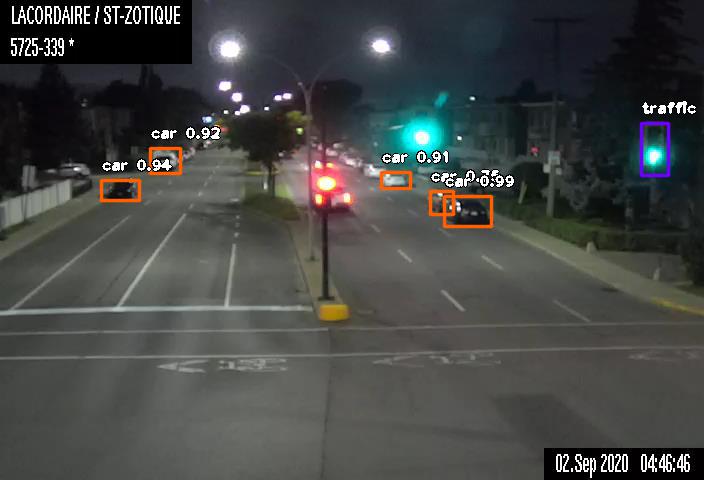 LACORDAIRE / ST-ZOTIQUE
5725-339 *
car 0.92
car 0.94
car 0.91
car 0.99
traffic
02.Sep 2020 04:46:46